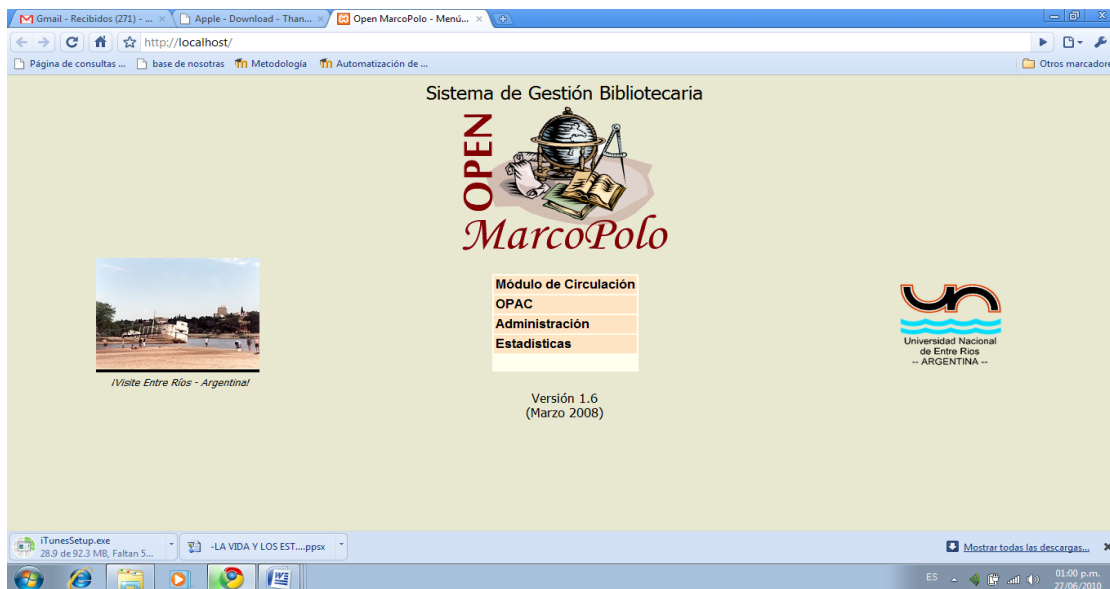 Gmail - Recibidos (271) - ...
Apple - Download - Than...
Open MarcoPolo - Menú...
http://localhost/
Página de consultas ...
base de nosotras
Metodología
Automatización de ...
Otros marcadore
Sistema de Gestión Bibliotecaria
OPEN
MarcoPolo
Módulo de Circulación
OPAC
Administración
Estadísticas
¡Visite Entre Ríos - Argentina!
Universidad Nacional
de Entre Rios
-- ARGENTINA --
Versión 1.6
(Marzo 2008)
iTunesSetup.exe
28.9 de 92.3 MB, Faltan 5...
-LA VIDA Y LOS EST....ppsx
Mostrar todas las descargas...
ES
01:00 p.m.
27/06/2010